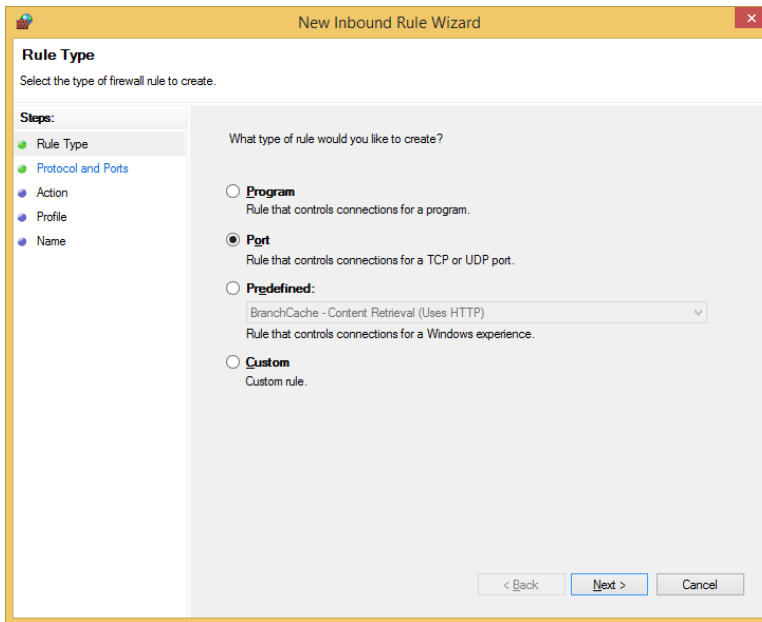 New Inbound Rule Wizard
Rule Type
Select the type of firewall rule to create.
Steps:
Rule Type
Protocol and Ports
Action
Profile
Name
What type of rule would you like to create?
Program
Rule that controls connections for a program.
Port
Rule that controls connections for a TCP or UDP port.
Predefined:
BranchCache - Content Retrieval (Uses HTTP)
Rule that controls connections for a Windows experience.
Custom
Custom rule.
< Back Next > Cancel